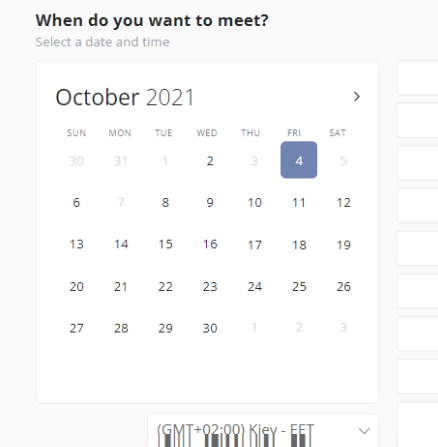 When do you want to meet?
Select a date and time
October 2021
SUN MON TUE WED THU FRI SAT
30 31 1 2 3 4 5
6 7 8 9 10 11 12
13 14 15 16 17 18 19
20 21 22 23 24 25 26
27 28 29 30 1 2 3
(GMT+02:00) Kiev - EET